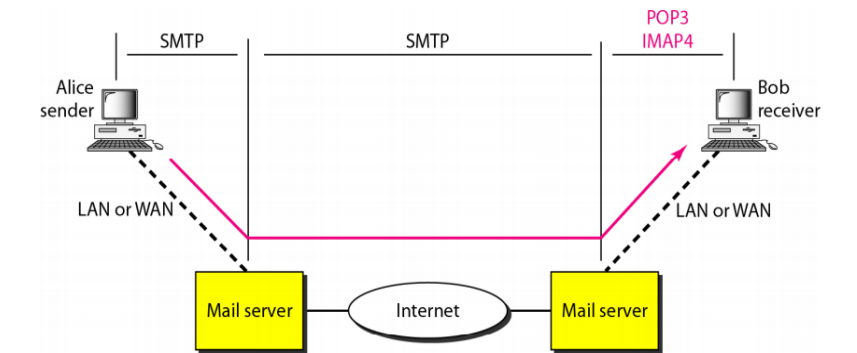 POP3
SMTP
SMTP
IMAP4
Alice
sender
Bob
receiver
LAN or WAN
LAN or WAN
Mail server
Internet
Mail server